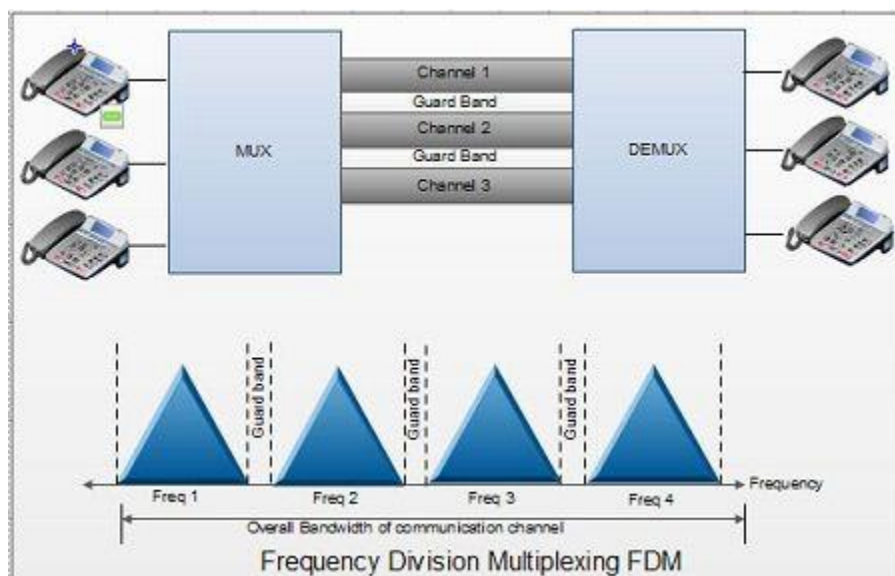 Channel 1
Guard Band
MUX
Channel 2
DEMUX
Guard Band
Channel 3
Guard band
Guard band
Guard band
Freq 1
Freq 2
Freq 3
Freq 4
Frequency
Overall Bandwidth of communication channel
Frequency Division Multiplexing FDM